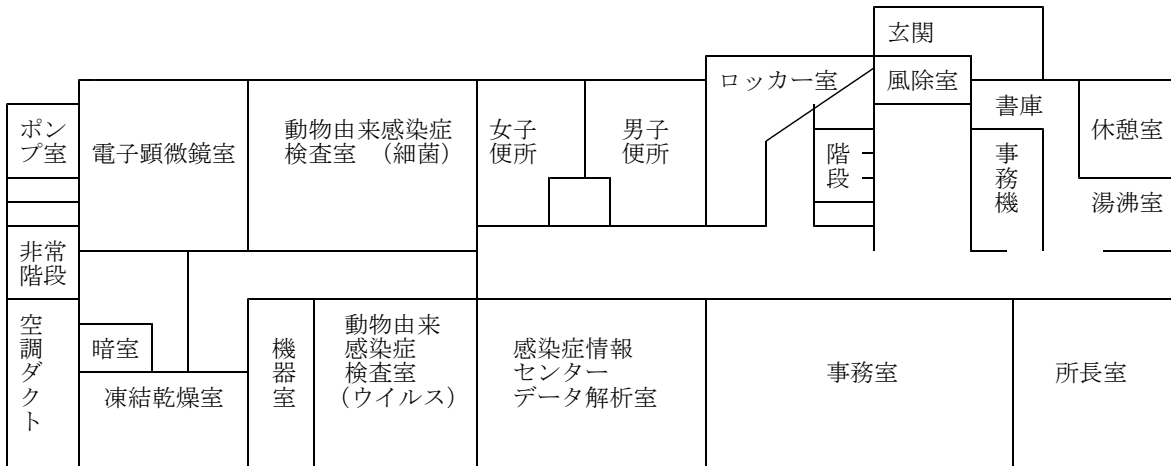 玄関
ロッカー室
風除室
書庫
休憩室
ポン
プ室
電子顕微鏡室
動物由来感染症
検査室 （細菌）
女子
便所
男子
便所
階段
事務機
湯沸室
非常
階段
空調ダクト
暗室
凍結乾燥室
機器室
動物由来
感染症
検査室
（ウイルス）
感染症情報
センター
データ解析室
事務室
所長室